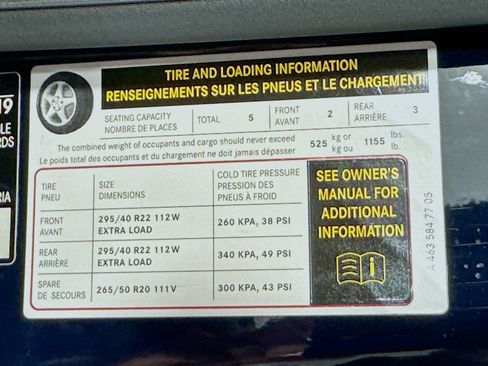 19
LE
RDS
RIA
TIRE AND LOADING INFORMATION
RENSEIGNEMENTS SUR LES PNEUS ET LE CHARGEMENT
SEATING CAPACITY
NOMBRE DE PLACES
TOTAL 5
FRONT
AVANT
2
REAR
ARRIÈRE
3
The combined weight of occupants and cargo should never exceed
Le poids total des occupants et du chargement ne doit jamais dépasser
525 kg or
kg ou
1155 lbs
lb.
TIRE
PNEU
SIZE
DIMENSIONS
COLD TIRE PRESSURE
PRESSION DES
PNEUS À FROID
FRONT
AVANT
295/40 R22 112W
EXTRA LOAD
260 KPA, 38 PSI
REAR
ARRIÈRE
295/40 R22 112W
EXTRA LOAD
340 KPA, 49 PSI
SPARE
DE SECOURS
265/50 R20 111V
300 KPA, 43 PSI
SEE OWNER'S
MANUAL FOR
ADDITIONAL
INFORMATION
A 463 584 77 05